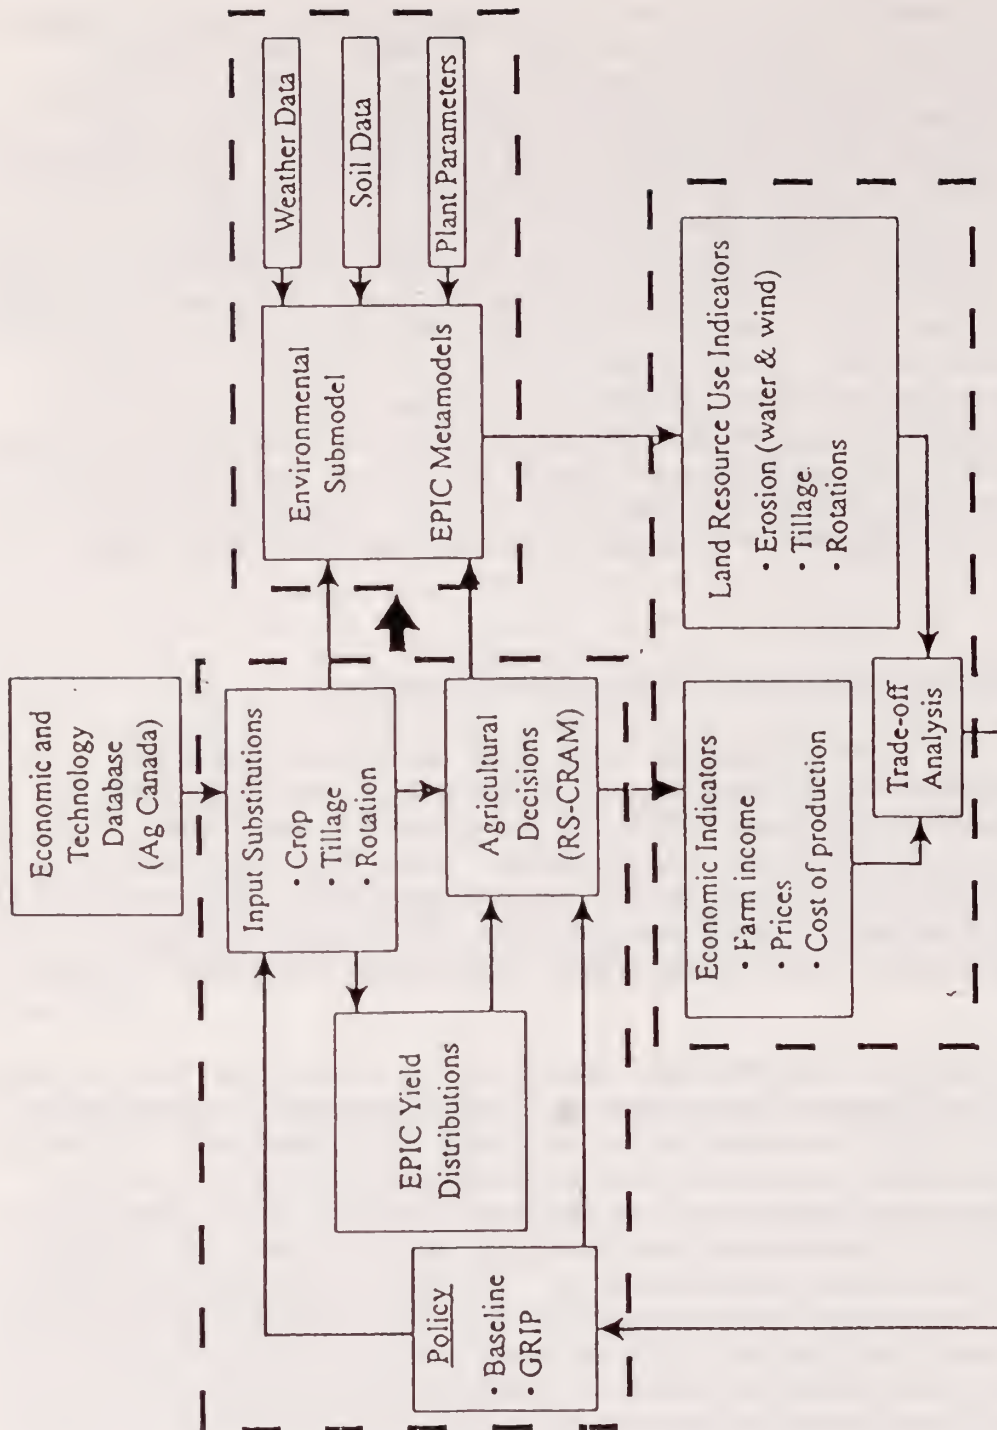 Economic and
Technology
Database
(Ag Canada)
Policy
• Baseline
• GRIP
EPIC Yield
Distributions
Input Substitutions
• Crop
• Tillage
• Rotation
Agricultural
Decisions
(RS-CRAM)
Environmental
Submodel
EPIC Metamodels
Weather Data
Soil Data
Plant Parameters
Economic Indicators
• Farm income
• Prices
• Cost of production
Land Resource Use Indicators
• Erosion (water & wind)
• Tillage.
• Rotations
Trade-off
Analysis